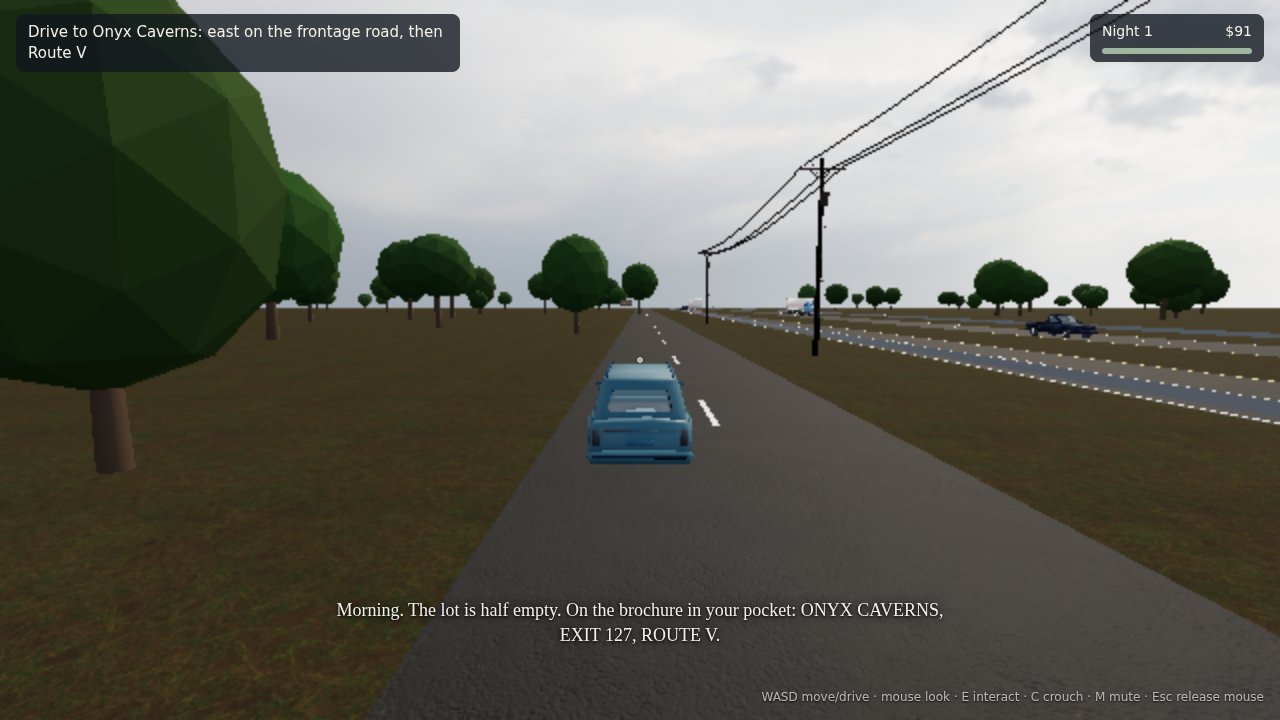 Drive to Onyx Caverns: east on the frontage road, then
Route V
Night 1 $91
Morning. The lot is half empty. On the brochure in your pocket: ONYX CAVERNS,
EXIT 127, ROUTE V.
WASD move/drive · mouse look · E interact · C crouch · M mute · Esc release mouse